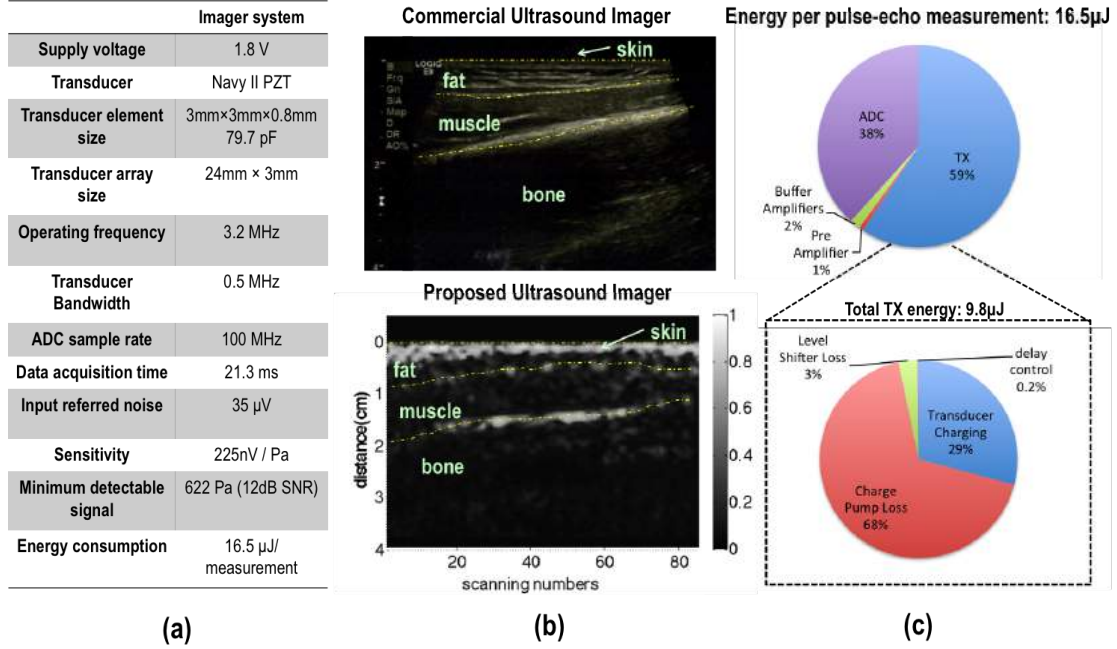 Imager system
Supply voltage 1.8 V
Transducer Navy II PZT
Transducer element 3mm×3mm×0.8mm
size 79.7 pF
Transducer array 24mm × 3mm
size
Operating frequency 3.2 MHz
Transducer 0.5 MHz
Bandwidth
ADC sample rate 100 MHz
Data acquisition time 21.3 ms
Input referred noise 35 µV
Sensitivity 225nV / Pa
Minimum detectable 622 Pa (12dB SNR)
signal
Energy consumption 16.5 µJ/
measurement
(a)
Commercial Ultrasound Imager
skin
LOGIQ
B
Frq
Gn
Map
D
DR
AO%
fat
muscle
bone
Proposed Ultrasound Imager
skin
fat
muscle
bone
distance(cm)
0
1
2
3
4
20 40 60 80
scanning numbers
1
0.8
0.6
0.4
0.2
0
(b)
Energy per pulse-echo measurement: 16.5µJ
ADC
38%
TX
59%
Buffer
Amplifiers
2%
Pre
Amplifier
1%
Total TX energy: 9.8µJ
Level
Shifter Loss
3%
delay
control
0.2%
Transducer
Charging
29%
Charge
Pump Loss
68%
(c)